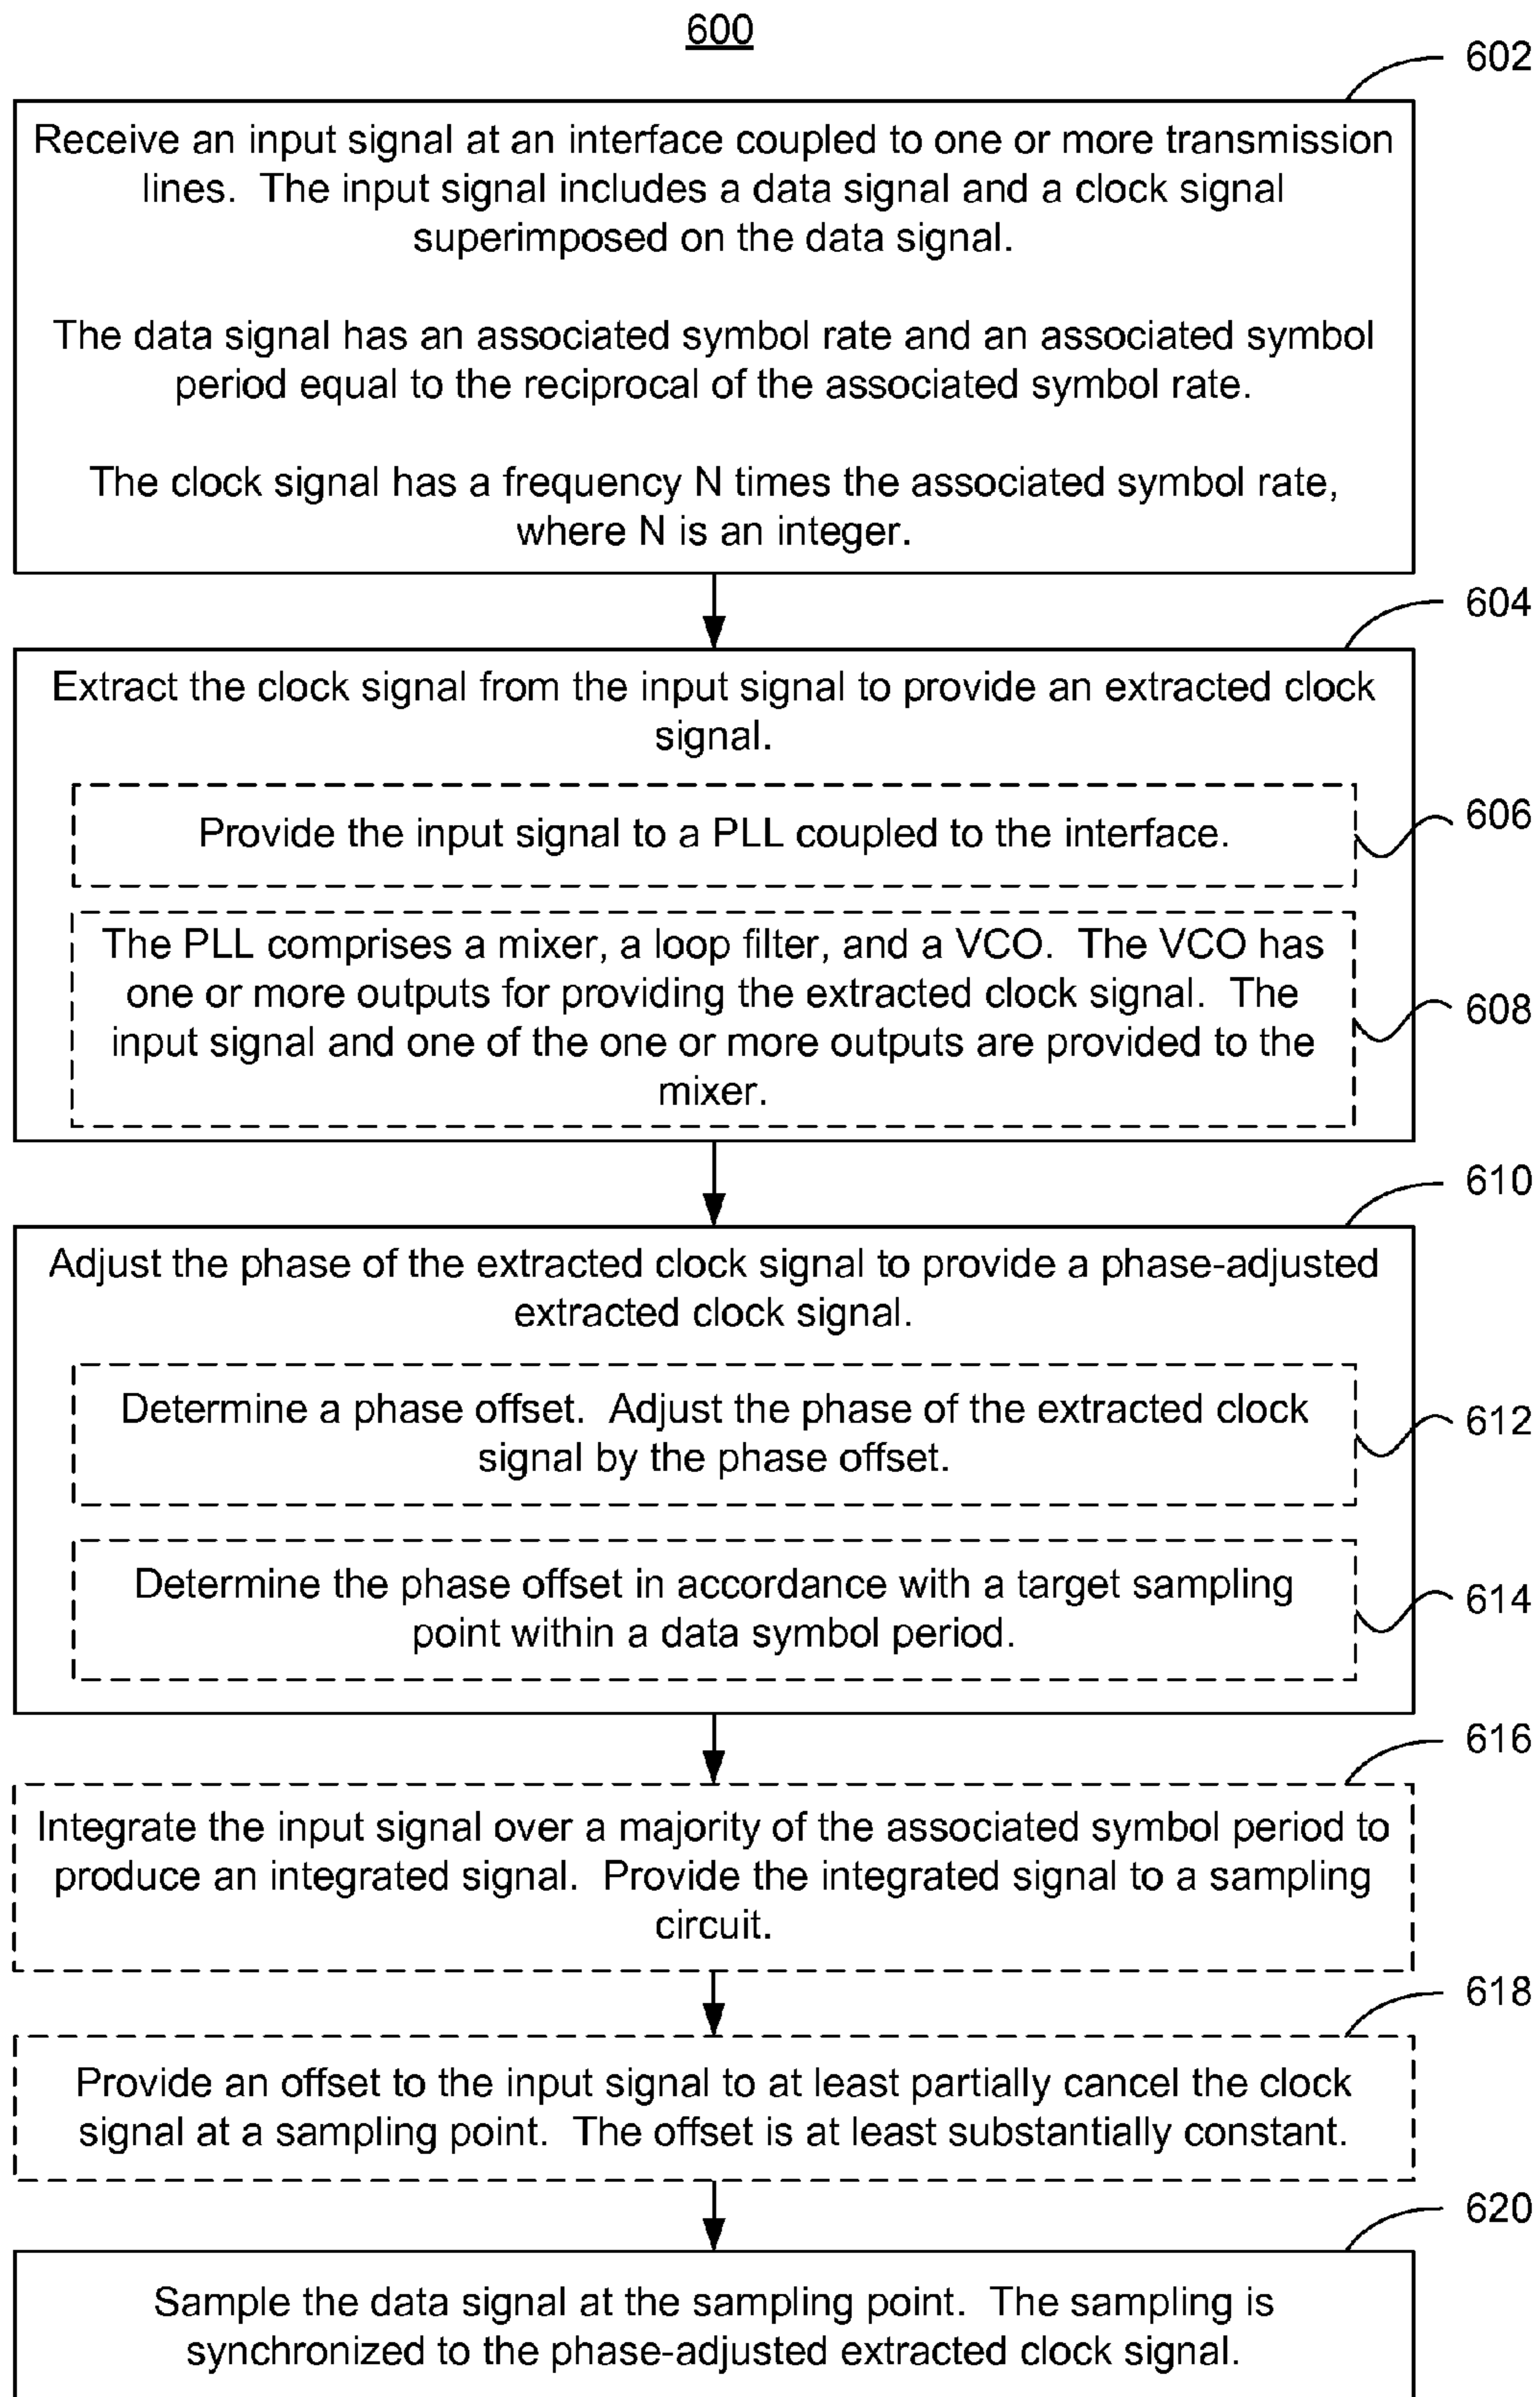 600
602
Receive an input signal at an interface coupled to one or more transmission
lines. The input signal includes a data signal and a clock signal
superimposed on the data signal.
The data signal has an associated symbol rate and an associated symbol
period equal to the reciprocal of the associated symbol rate.
The clock signal has a frequency N times the associated symbol rate,
where N is an integer.
604
Extract the clock signal from the input signal to provide an extracted clock
signal.
Provide the input signal to a PLL coupled to the interface.
606
The PLL comprises a mixer, a loop filter, and a VCO. The VCO has
one or more outputs for providing the extracted clock signal. The
input signal and one of the one or more outputs are provided to the
mixer.
608
610
Adjust the phase of the extracted clock signal to provide a phase-adjusted
extracted clock signal.
Determine a phase offset. Adjust the phase of the extracted clock
signal by the phase offset.
612
Determine the phase offset in accordance with a target sampling
point within a data symbol period.
614
616
Integrate the input signal over a majority of the associated symbol period to
produce an integrated signal. Provide the integrated signal to a sampling
circuit.
618
Provide an offset to the input signal to at least partially cancel the clock
signal at a sampling point. The offset is at least substantially constant.
620
Sample the data signal at the sampling point. The sampling is
synchronized to the phase-adjusted extracted clock signal.